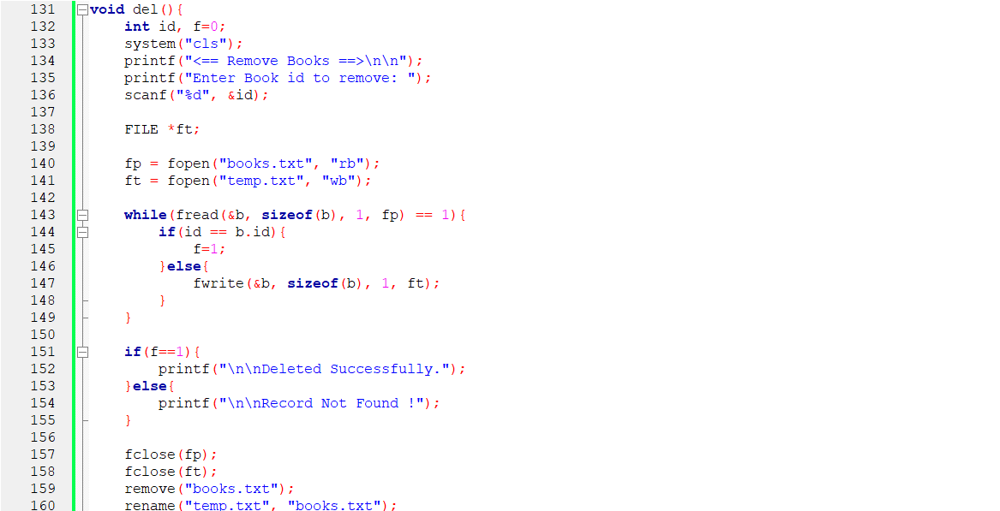 131 void del(){
132     int id, f=0;
133     system("cls");
134     printf("<== Remove Books ==>\n\n");
135     printf("Enter Book id to remove: ");
136     scanf("%d", &id);
137
138     FILE *ft;
139
140     fp = fopen("books.txt", "rb");
141     ft = fopen("temp.txt", "wb");
142
143     while(fread(&b, sizeof(b), 1, fp) == 1){
144         if(id == b.id){
145             f=1;
146         }else{
147             fwrite(&b, sizeof(b), 1, ft);
148         }
149     }
150
151     if(f==1){
152         printf("\n\nDeleted Successfully.");
153     }else{
154         printf("\n\nRecord Not Found !");
155     }
156
157     fclose(fp);
158     fclose(ft);
159     remove("books.txt");
160     rename("temp.txt", "books.txt");